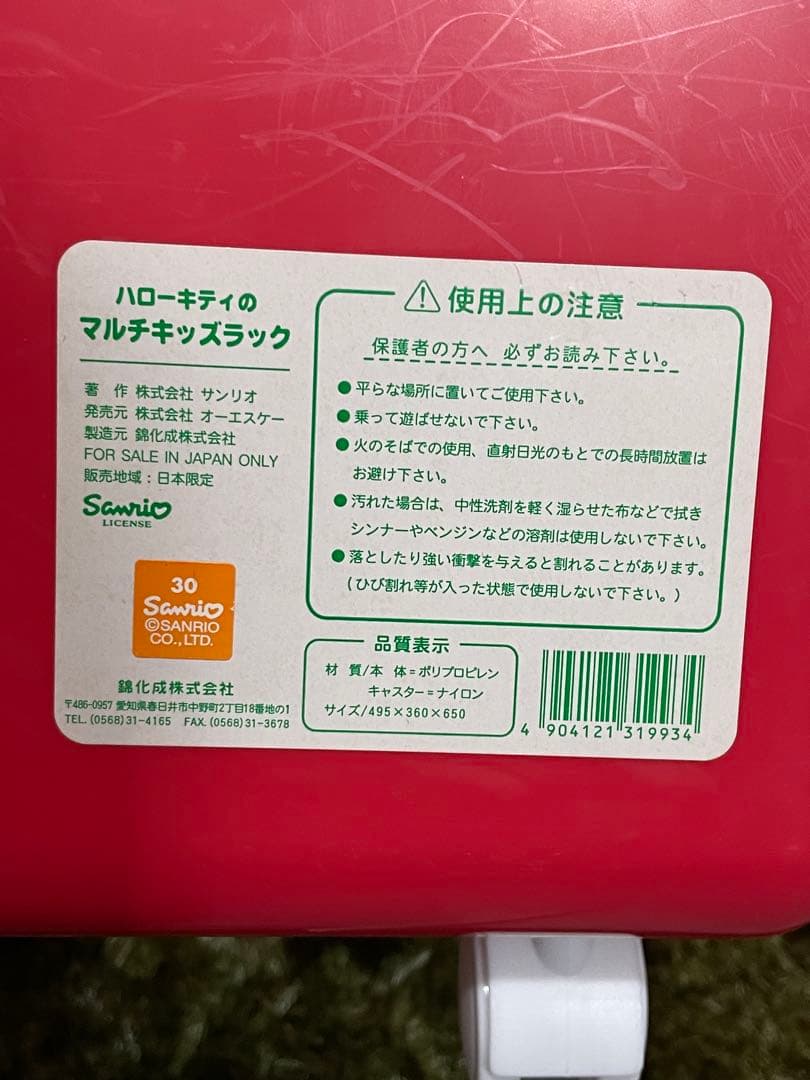 ハローキティの
マルチキッズラック
著 作 株式会社 サンリオ
発売元 株式会社 オーエスケー
製造元 錦化成株式会社
FOR SALE IN JAPAN ONLY
販売地域：日本限定
Sanrio
LICENSE
30
Sanrio
©SANRIO
CO., LTD.
錦化成株式会社
〒486-0957 愛知県春日井市中野町2丁目18番地の1
TEL. (0568)31-4165 FAX. (0568)31-3678
⚠使用上の注意
保護者の方へ 必ずお読み下さい。
●平らな場所に置いてご使用下さい。
●乗って遊ばせないで下さい。
●火のそばでの使用、直射日光のもとでの長時間放置は
お避け下さい。
●汚れた場合は、中性洗剤を軽く湿らせた布などで拭き
シンナーやベンジンなどの溶剤は使用しないで下さい。
●落としたり強い衝撃を与えると割れることがあります。
（ひび割れ等が入った状態で使用しないで下さい。）
品質表示
材 質/本 体=ポリプロピレン
キャスター=ナイロン
サイズ/495×360×650
4 904121 319934